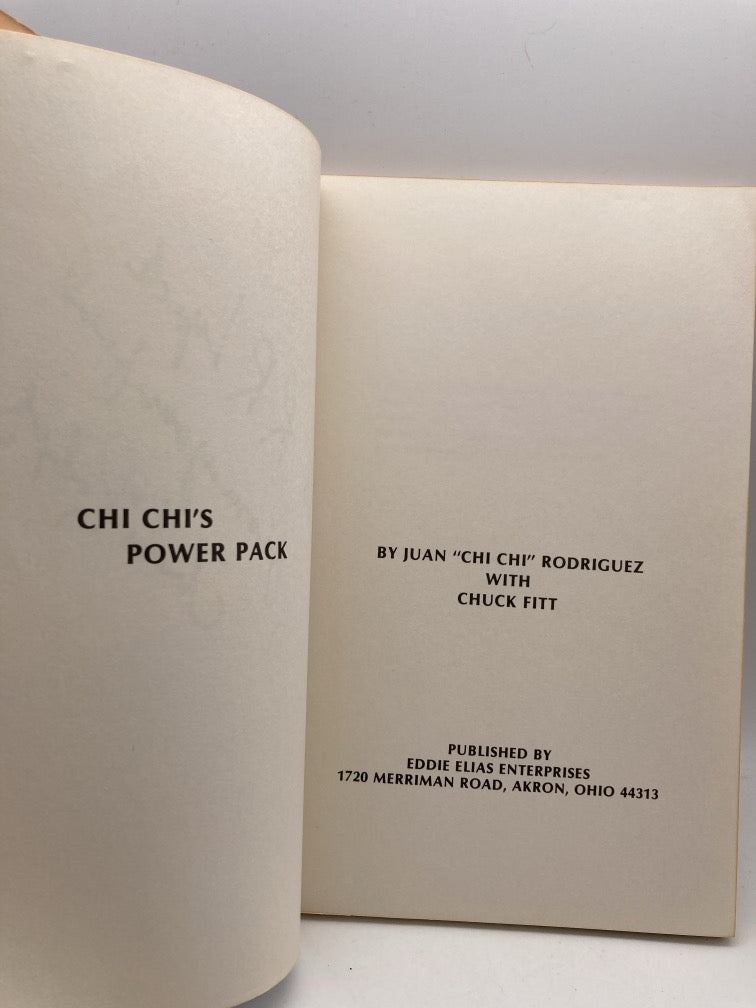 CHI CHI'S
POWER PACK
BY JUAN "CHI CHI" RODRIGUEZ
WITH
CHUCK FITT
PUBLISHED BY
EDDIE ELIAS ENTERPRISES
1720 MERRIMAN ROAD, AKRON, OHIO 44313